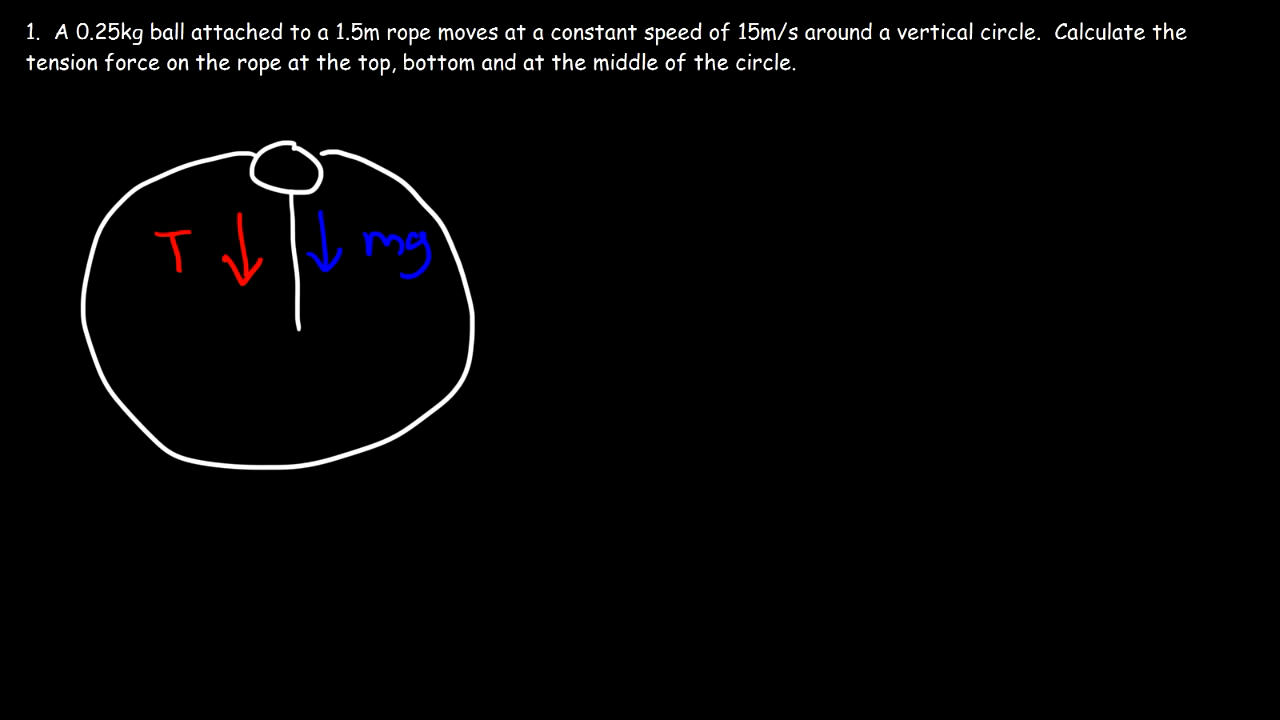 1.  A 0.25kg ball attached to a 1.5m rope moves at a constant speed of 15m/s around a vertical circle.  Calculate the
tension force on the rope at the top, bottom and at the middle of the circle.
T mg